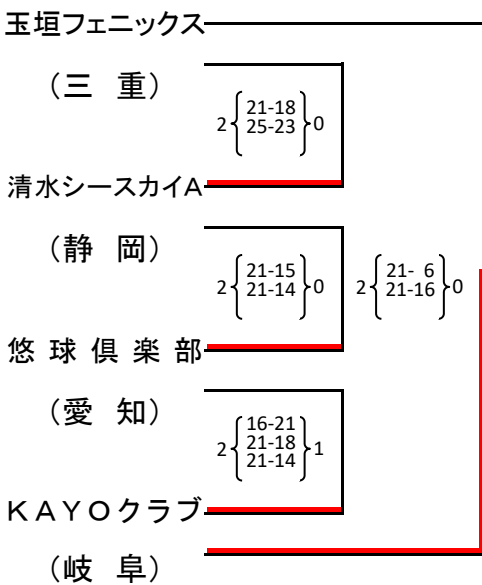 玉垣フェニックス
(三 重)
2 21-18 0
25-23
清水シースカイA
(静 岡)
2 21-15 0
21-14
2 21- 6 0
21-16
悠 球 倶 楽 部
(愛 知)
16-21
2 21-18 1
21-14
KAYOクラブ
(岐 阜)